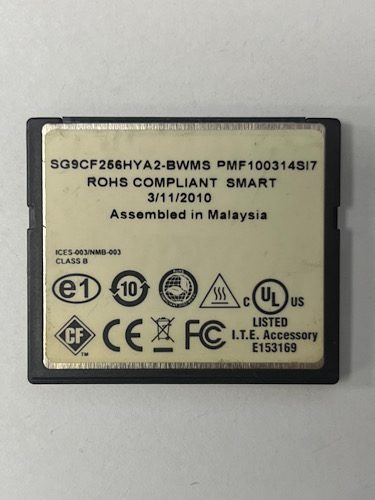 SG9CF256HYA2-BWMS PMF100314SI7
ROHS COMPLIANT SMART
3/11/2010
Assembled in Malaysia
ICES-003/NMB-003
CLASS B
e1
10
C UL US
LISTED
I.T.E. Accessory
E153169
CF TM
CE
FC